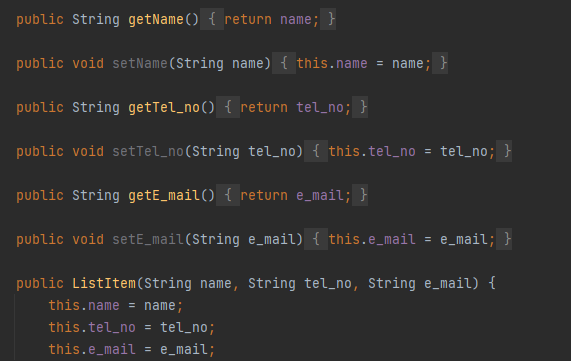 public String getName() { return name; }
public void setName(String name) { this.name = name; }
public String getTel_no() { return tel_no; }
public void setTel_no(String tel_no) { this.tel_no = tel_no; }
public String getE_mail() { return e_mail; }
public void setE_mail(String e_mail) { this.e_mail = e_mail; }
public ListItem(String name, String tel_no, String e_mail) {
this.name = name;
this.tel_no = tel_no;
this.e_mail = e_mail;